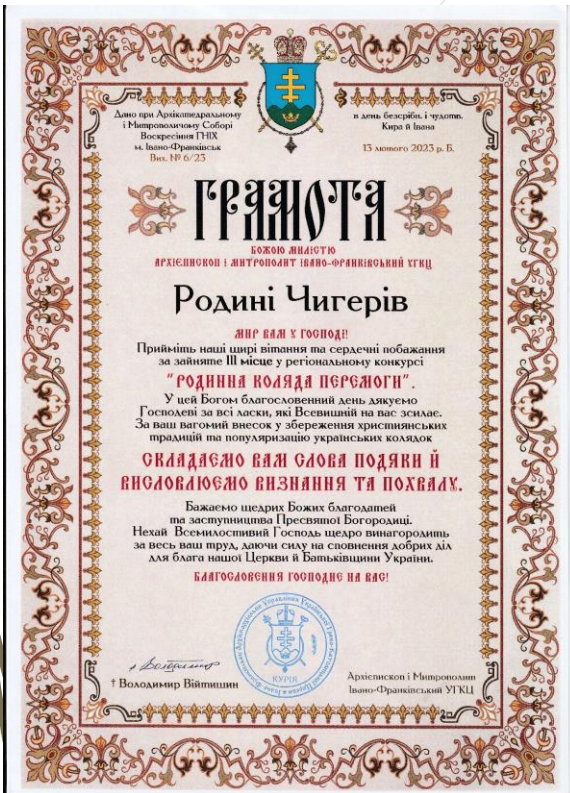 Дано при Архікатедральному
і Митрополичому Соборі
Воскресіння ГНІХ
м. Івано-Франківськ
Вих. № 6/23
в день безсрібн. і чудотв.
Кира й Івана
13 лютого 2023 р. Б.
ГРАМОТА
БОЖОЮ МИЛІСТЮ
АРХІЄПИСКОП І МИТРОПОЛИТ ІВАНО-ФРАНКІВСЬКИЙ УГКЦ
Родині Чигерів
МИР ВАМ У ГОСПОДІ!
Прийміть наші щирі вітання та сердечні побажання
за зайняте ІІІ місце у регіональному конкурсі
"РОДИННА КОЛЯДА ПЕРЕМОГИ".
У цей Богом благословенний день дякуємо
Господеві за всі ласки, які Всевишній на вас зсилає.
За ваш вагомий внесок у збереження християнських
традицій та популяризацію українських колядок
СКЛАДАЄМО ВАМ СЛОВА ПОДЯКИ Й
ВИСЛОВЛЮЄМО ВИЗНАННЯ ТА ПОХВАЛУ.
Бажаємо щедрих Божих благодатей
та заступництва Пресвятої Богородиці.
Нехай Всемилостивий Господь щедро винагородить
за весь ваш труд, даючи силу на сповнення добрих діл
для блага нашої Церкви й Батьківщини України.
БЛАГОСЛОВЕННЯ ГОСПОДНЄ НА ВАС!
КУРІЯ
† Володимир Війтишин
Архієпископ і Митрополит
Івано-Франківський УГКЦ